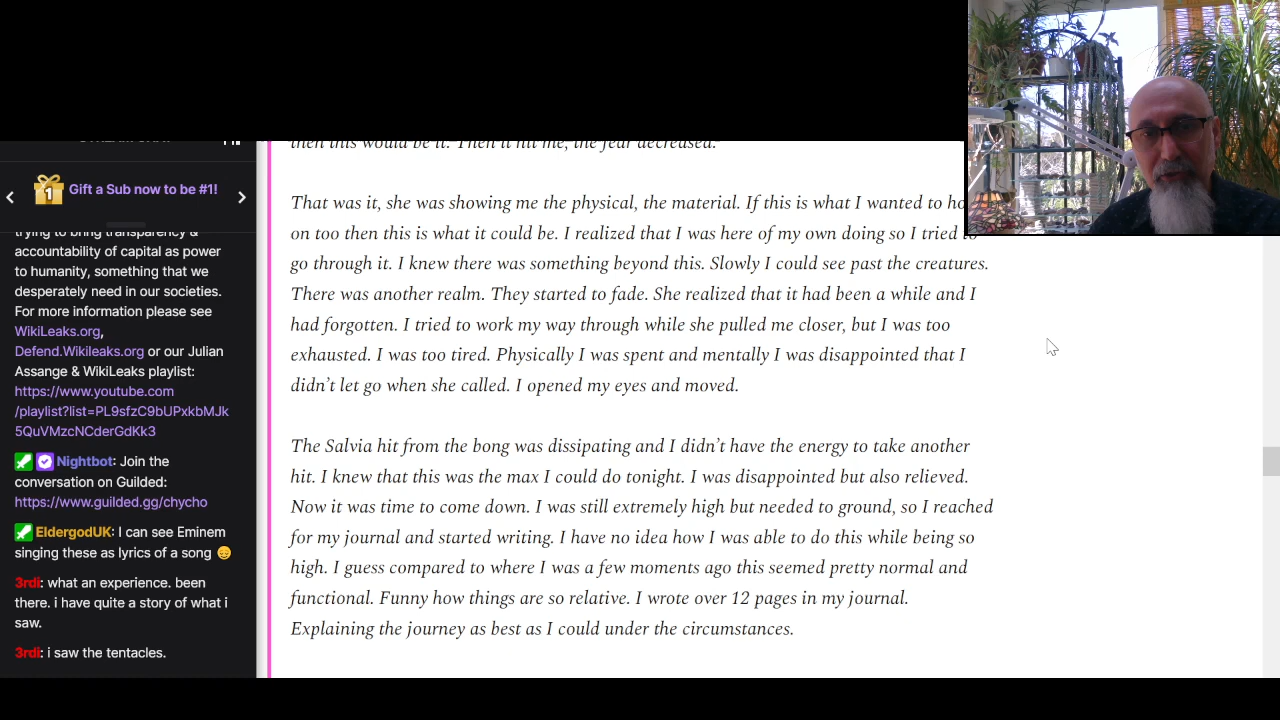 Gift a Sub now to be #1!
trying to bring transparency &
accountability of capital as power
to humanity, something that we
desperately need in our societies.
For more information please see
WikiLeaks.org,
Defend.Wikileaks.org or our Julian
Assange & WikiLeaks playlist:
https://www.youtube.com
/playlist?list=PL9sfzC9bUPxkbMJk
5QuVMzcNCderGdKk3
Nightbot: Join the
conversation on Guilded:
https://www.guilded.gg/chycho
EldergodUK: I can see Eminem
singing these as lyrics of a song 😔
3rdi: what an experience. been
there. i have quite a story of what i
saw.
3rdi: i saw the tentacles.
then this would be it. Then it hit me, the fear decreased.
That was it, she was showing me the physical, the material. If this is what I wanted to
on too then this is what it could be. I realized that I was here of my own doing so I tried to
go through it. I knew there was something beyond this. Slowly I could see past the creatures.
There was another realm. They started to fade. She realized that it had been a while and I
had forgotten. I tried to work my way through while she pulled me closer, but I was too
exhausted. I was too tired. Physically I was spent and mentally I was disappointed that I
didn’t let go when she called. I opened my eyes and moved.
The Salvia hit from the bong was dissipating and I didn’t have the energy to take another
hit. I knew that this was the max I could do tonight. I was disappointed but also relieved.
Now it was time to come down. I was still extremely high but needed to ground, so I reached
for my journal and started writing. I have no idea how I was able to do this while being so
high. I guess compared to where I was a few moments ago this seemed pretty normal and
functional. Funny how things are so relative. I wrote over 12 pages in my journal.
Explaining the journey as best as I could under the circumstances.